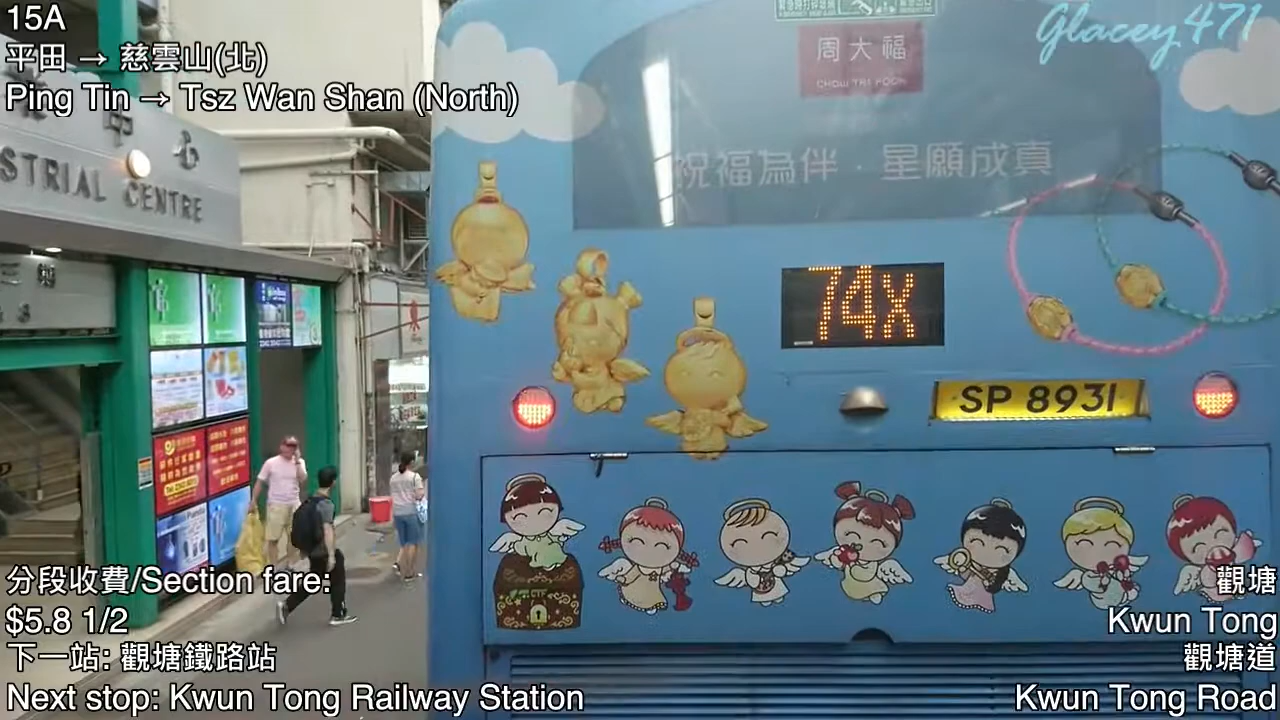 15A
平田 → 慈雲山(北)
Ping Tin → Tsz Wan Shan (North)
Glacey471
周大福
CHOW TAI FOOK
祝福為伴．星願成真
中心
STRIAL CENTRE
74X
SP 8931
CTF
分段收費/Section fare:
$5.8 1/2
下一站: 觀塘鐵路站
Next stop: Kwun Tong Railway Station
觀塘
Kwun Tong
觀塘道
Kwun Tong Road